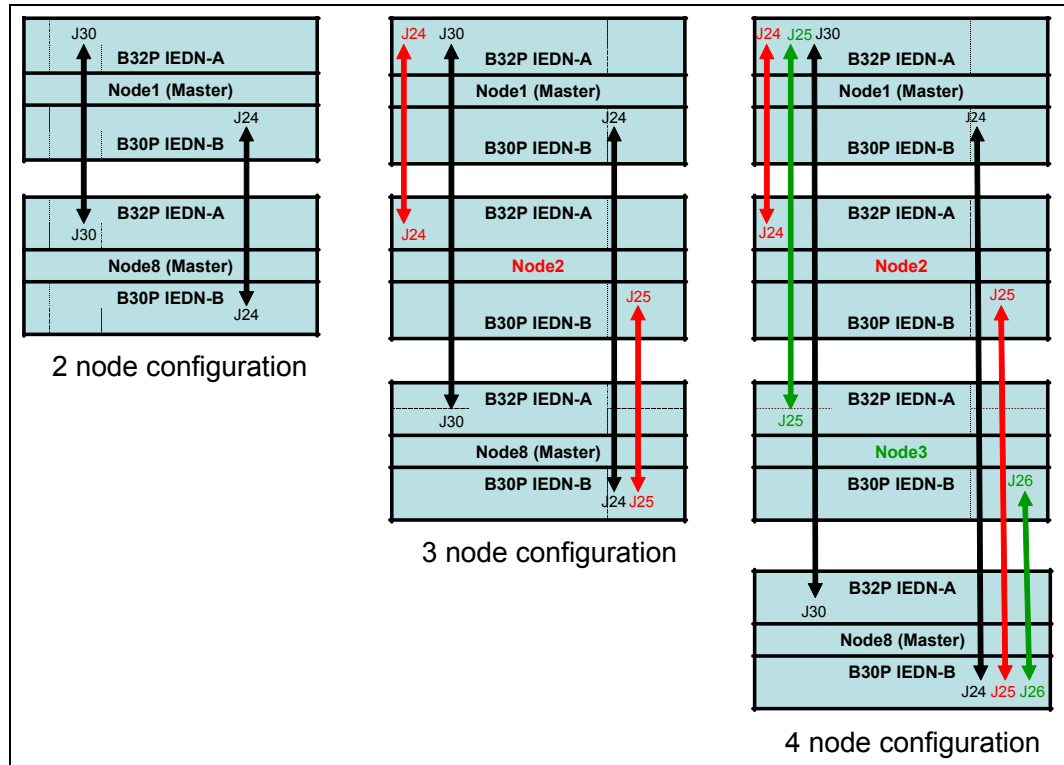 J30
B32P IEDN-A
Node1 (Master)
J24
B30P IEDN-B
B32P IEDN-A
J30
Node8 (Master)
B30P IEDN-B
J24
2 node configuration
J24 J30
B32P IEDN-A
Node1 (Master)
J24
B30P IEDN-B
B32P IEDN-A
J24
Node2
J25
B30P IEDN-B
B32P IEDN-A
J30
Node8 (Master)
B30P IEDN-B
J24 J25
3 node configuration
J24 J25 J30
B32P IEDN-A
Node1 (Master)
J24
B30P IEDN-B
B32P IEDN-A
J24
Node2
J25
B30P IEDN-B
B32P IEDN-A
J25
Node3
B30P IEDN-B
J26
B32P IEDN-A
J30
Node8 (Master)
B30P IEDN-B
J24 J25 J26
4 node configuration